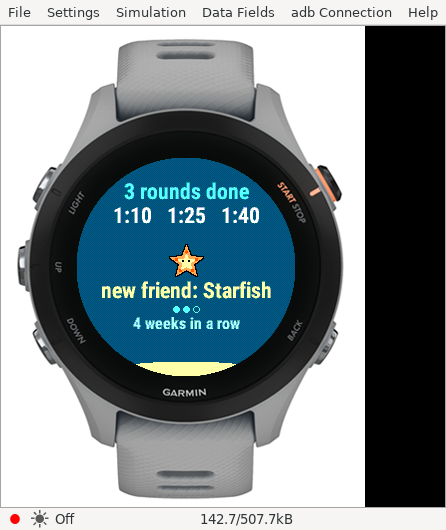 File Settings Simulation Data Fields adb Connection Help
LIGHT
START STOP
UP
DOWN
BACK
3 rounds done
1:10 1:25 1:40
new friend: Starfish
4 weeks in a row
GARMIN
Off 142.7/507.7kB